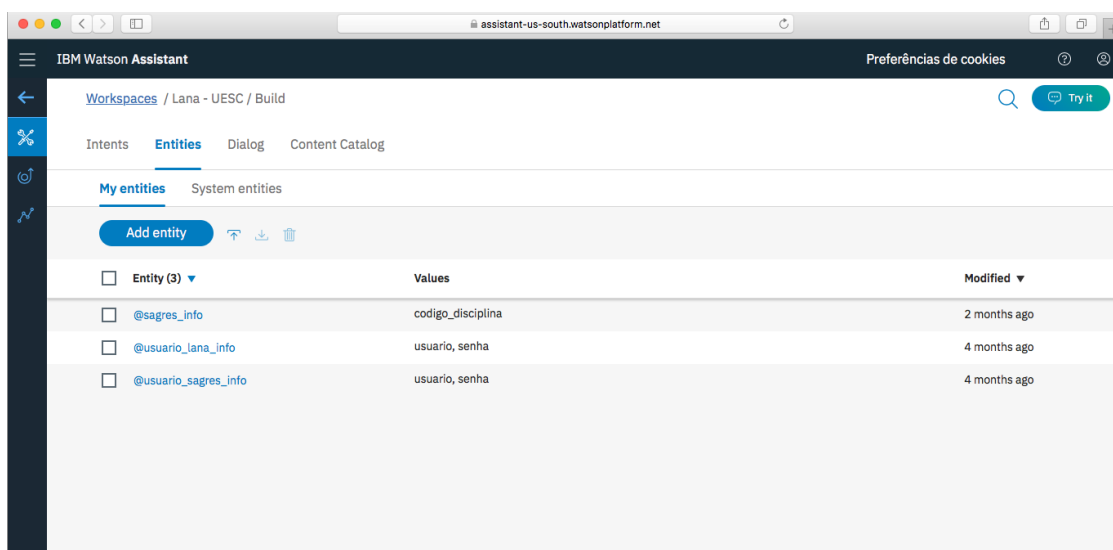 assistant-us-south.watsonplatform.net
IBM Watson Assistant Preferências de cookies
Workspaces / Lana - UESC / Build Try it
Intents Entities Dialog Content Catalog
My entities System entities
Add entity
Entity (3) Values Modified
@sagres_info codigo_disciplina 2 months ago
@usuario_lana_info usuario, senha 4 months ago
@usuario_sagres_info usuario, senha 4 months ago